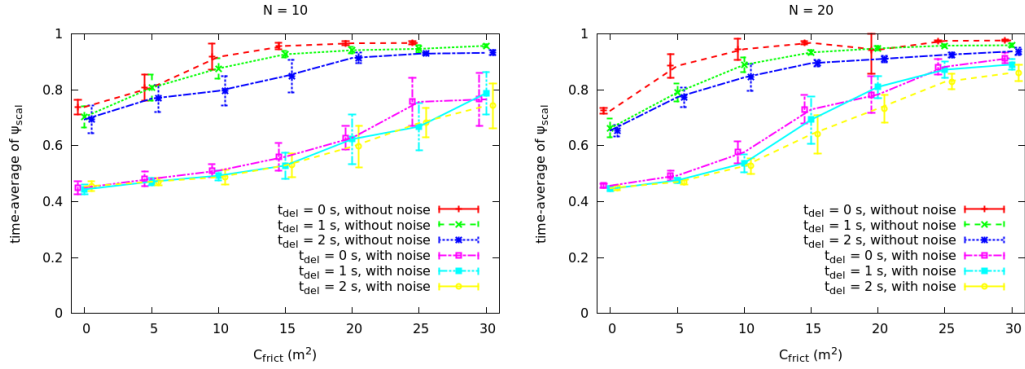 N = 10
time-average of ψscal
1
0.8
0.6
0.4
0.2
0
0 5 10 15 20 25 30
Cfrict (m²)
tdel = 0 s, without noise
tdel = 1 s, without noise
tdel = 2 s, without noise
tdel = 0 s, with noise
tdel = 1 s, with noise
tdel = 2 s, with noise
N = 20
time-average of ψscal
1
0.8
0.6
0.4
0.2
0
0 5 10 15 20 25 30
Cfrict (m²)
tdel = 0 s, without noise
tdel = 1 s, without noise
tdel = 2 s, without noise
tdel = 0 s, with noise
tdel = 1 s, with noise
tdel = 2 s, with noise